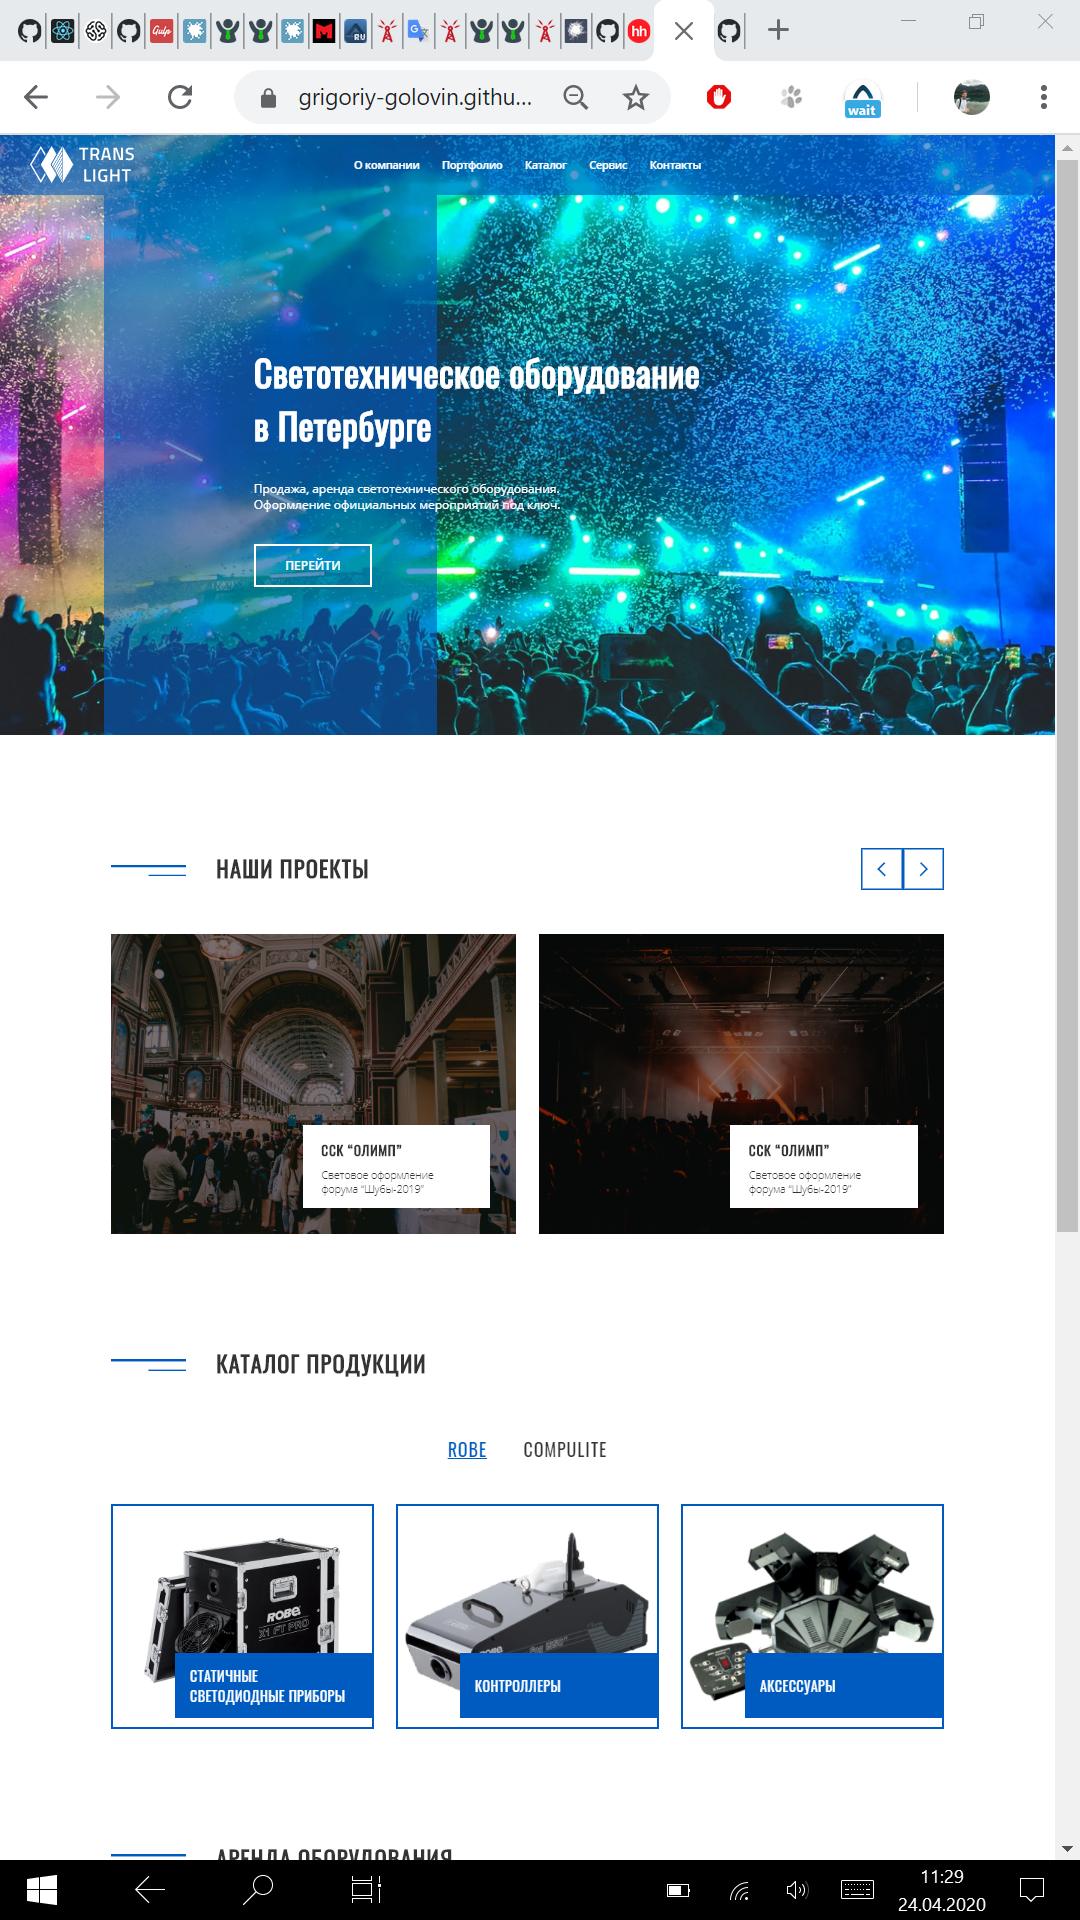 Gulp
RU
G
hh
grigoriy-golovin.githu...
wait
TRANS
LIGHT
О компании
Портфолио
Каталог
Сервис
Контакты
Светотехническое оборудование
в Петербурге
Продажа, аренда светотехнического оборудования.
Оформление официальных мероприятий под ключ.
ПЕРЕЙТИ
НАШИ ПРОЕКТЫ
ССК “ОЛИМП”
Световое оформление
форума “Шубы-2019”
ССК “ОЛИМП”
Световое оформление
форума “Шубы-2019”
КАТАЛОГ ПРОДУКЦИИ
ROBE
COMPULITE
ROBE
X1 FT PRO
СТАТИЧНЫЕ
СВЕТОДИОДНЫЕ ПРИБОРЫ
КОНТРОЛЛЕРЫ
АКСЕССУАРЫ
АРЕНДА ОБОРУДОВАНИЯ
11:29
24.04.2020